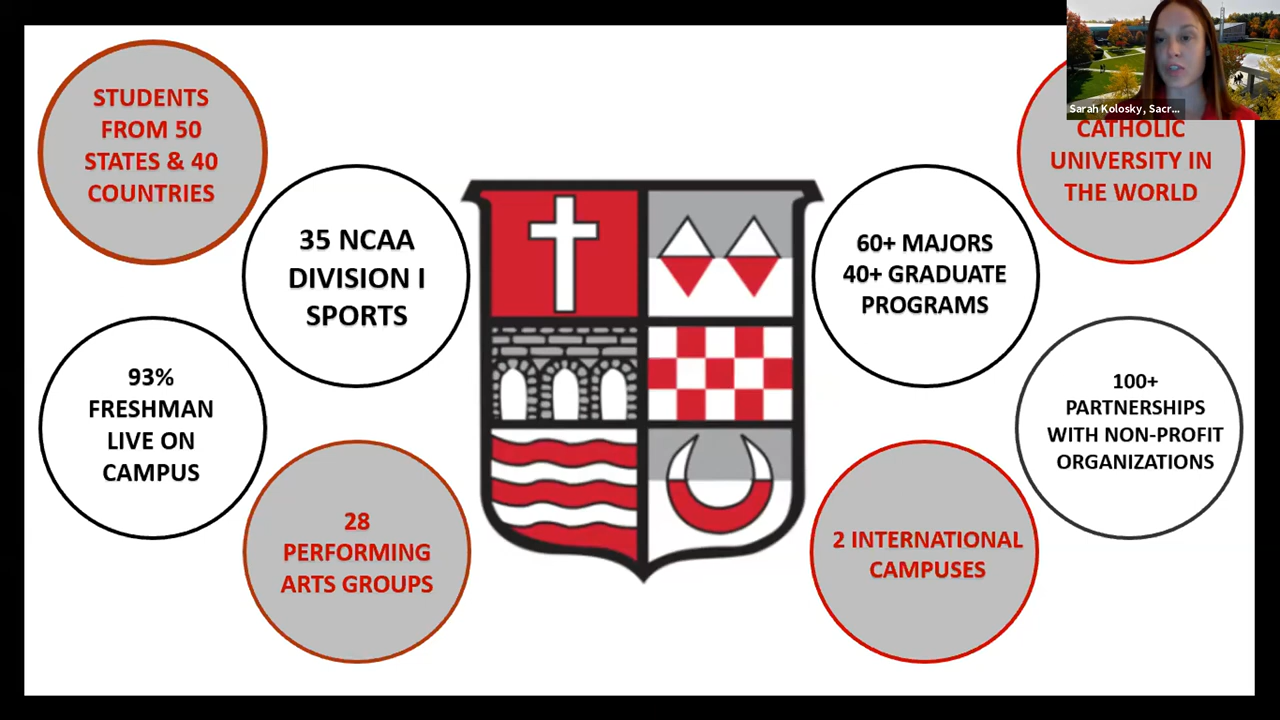 STUDENTS
FROM 50
STATES & 40
COUNTRIES
35 NCAA
DIVISION I
SPORTS
93%
FRESHMAN
LIVE ON
CAMPUS
28
PERFORMING
ARTS GROUPS
60+ MAJORS
40+ GRADUATE
PROGRAMS
Sarah Kolosky, Sacr...
CATHOLIC
UNIVERSITY IN
THE WORLD
100+
PARTNERSHIPS
WITH NON-PROFIT
ORGANIZATIONS
2 INTERNATIONAL
CAMPUSES